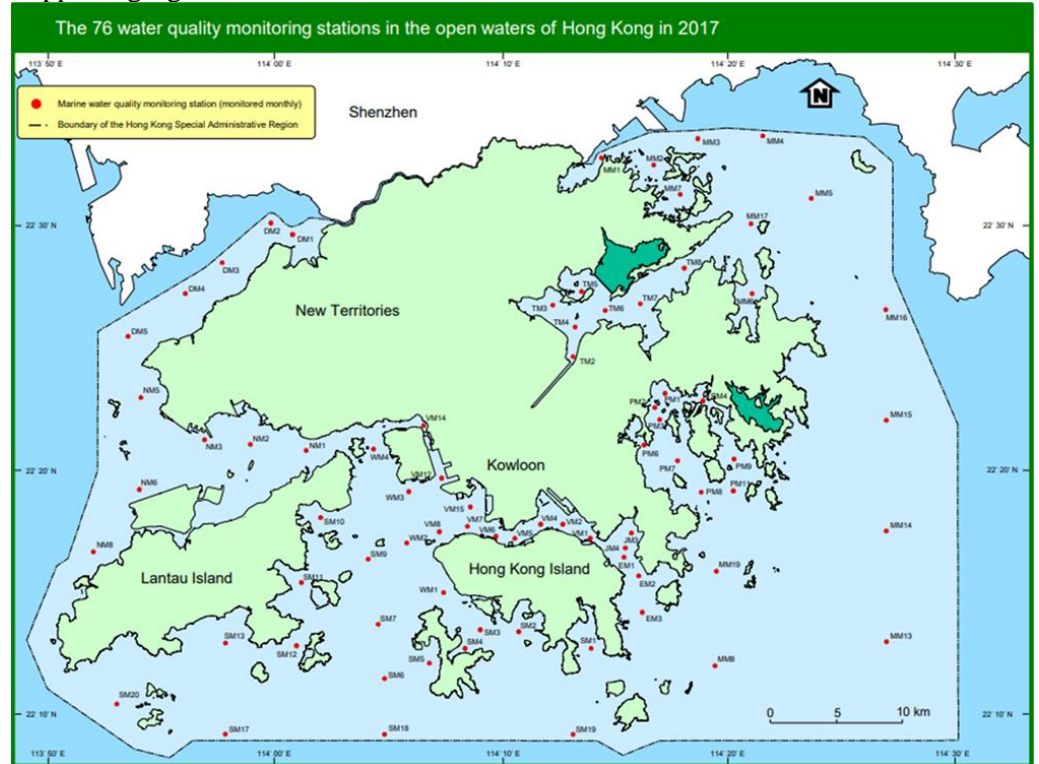 The 76 water quality monitoring stations in the open waters of Hong Kong in 2017
113° 50' E
114° 00' E
114° 10' E
114° 20' E
114° 30' E
Marine water quality monitoring station (monitored monthly)
Boundary of the Hong Kong Special Administrative Region
Shenzhen
N
MM3
MM4
MM2
MM1
MM7
MM5
MM17
22° 30' N
22° 30' N
DM2
DM1
DM3
DM4
DM5
TM8
TM5
TM3
TM6
TM7
TM4
TM2
MM6
MM16
New Territories
NM5
NM3
NM2
NM1
VM14
WM4
PM1
PM2
PM4
PM3
PM6
PM7
PM9
PM8
PM11
MM15
22° 20' N
22° 20' N
Kowloon
VM12
WM3
NM6
VM15
SM10
VM8
VM7
VM6
VM5
VM4
VM2
VM1
JM3
JM4
MM14
NM8
WM2
SM9
Lantau Island
Hong Kong Island
SM11
EM1
EM2
MM19
WM1
EM3
SM7
SM13
SM12
SM3
SM2
SM4
SM1
MM13
SM5
SM6
MM8
SM20
SM17
SM18
SM19
22° 10' N
22° 10' N
0 5 10 km
113° 50' E
114° 00' E
114° 10' E
114° 20' E
114° 30' E